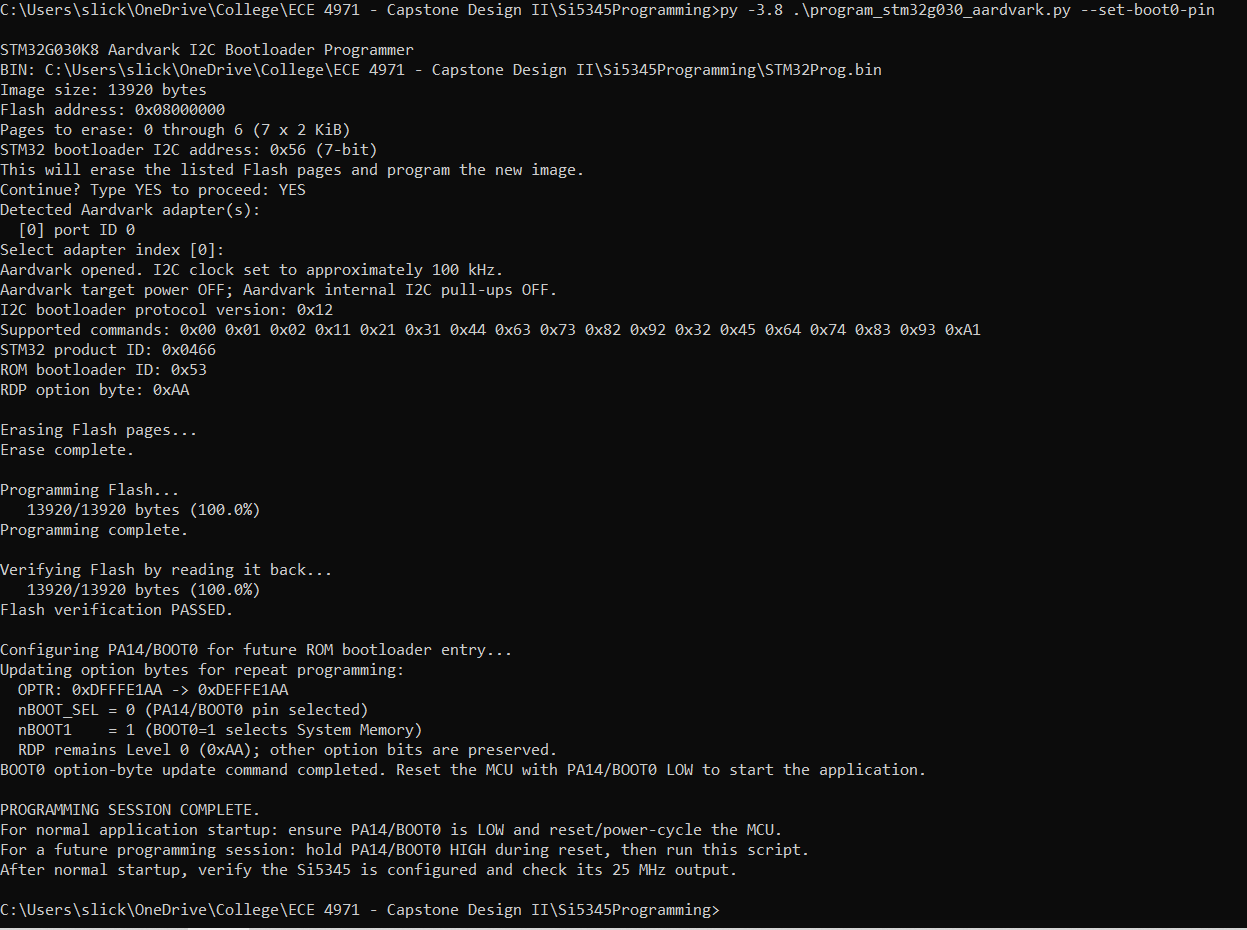 C:\Users\slick\OneDrive\College\ECE 4971 - Capstone Design II\Si5345Programming>py -3.8 .\program_stm32g030_aardvark.py --set-boot0-pin
STM32G030K8 Aardvark I2C Bootloader Programmer
BIN: C:\Users\slick\OneDrive\College\ECE 4971 - Capstone Design II\Si5345Programming\STM32Prog.bin
Image size: 13920 bytes
Flash address: 0x08000000
Pages to erase: 0 through 6 (7 x 2 KiB)
STM32 bootloader I2C address: 0x56 (7-bit)
This will erase the listed Flash pages and program the new image.
Continue? Type YES to proceed: YES
Detected Aardvark adapter(s):
  [0] port ID 0
Select adapter index [0]:
Aardvark opened. I2C clock set to approximately 100 kHz.
Aardvark target power OFF; Aardvark internal I2C pull-ups OFF.
I2C bootloader protocol version: 0x12
Supported commands: 0x00 0x01 0x02 0x11 0x21 0x31 0x44 0x63 0x73 0x82 0x92 0x32 0x45 0x64 0x74 0x83 0x93 0xA1
STM32 product ID: 0x0466
ROM bootloader ID: 0x53
RDP option byte: 0xAA
Erasing Flash pages...
Erase complete.
Programming Flash...
   13920/13920 bytes (100.0%)
Programming complete.
Verifying Flash by reading it back...
   13920/13920 bytes (100.0%)
Flash verification PASSED.
Configuring PA14/BOOT0 for future ROM bootloader entry...
Updating option bytes for repeat programming:
  OPTR: 0xDFFFE1AA -> 0xDEFFE1AA
  nBOOT_SEL = 0 (PA14/BOOT0 pin selected)
  nBOOT1    = 1 (BOOT0=1 selects System Memory)
  RDP remains Level 0 (0xAA); other option bits are preserved.
BOOT0 option-byte update command completed. Reset the MCU with PA14/BOOT0 LOW to start the application.
PROGRAMMING SESSION COMPLETE.
For normal application startup: ensure PA14/BOOT0 is LOW and reset/power-cycle the MCU.
For a future programming session: hold PA14/BOOT0 HIGH during reset, then run this script.
After normal startup, verify the Si5345 is configured and check its 25 MHz output.
C:\Users\slick\OneDrive\College\ECE 4971 - Capstone Design II\Si5345Programming>